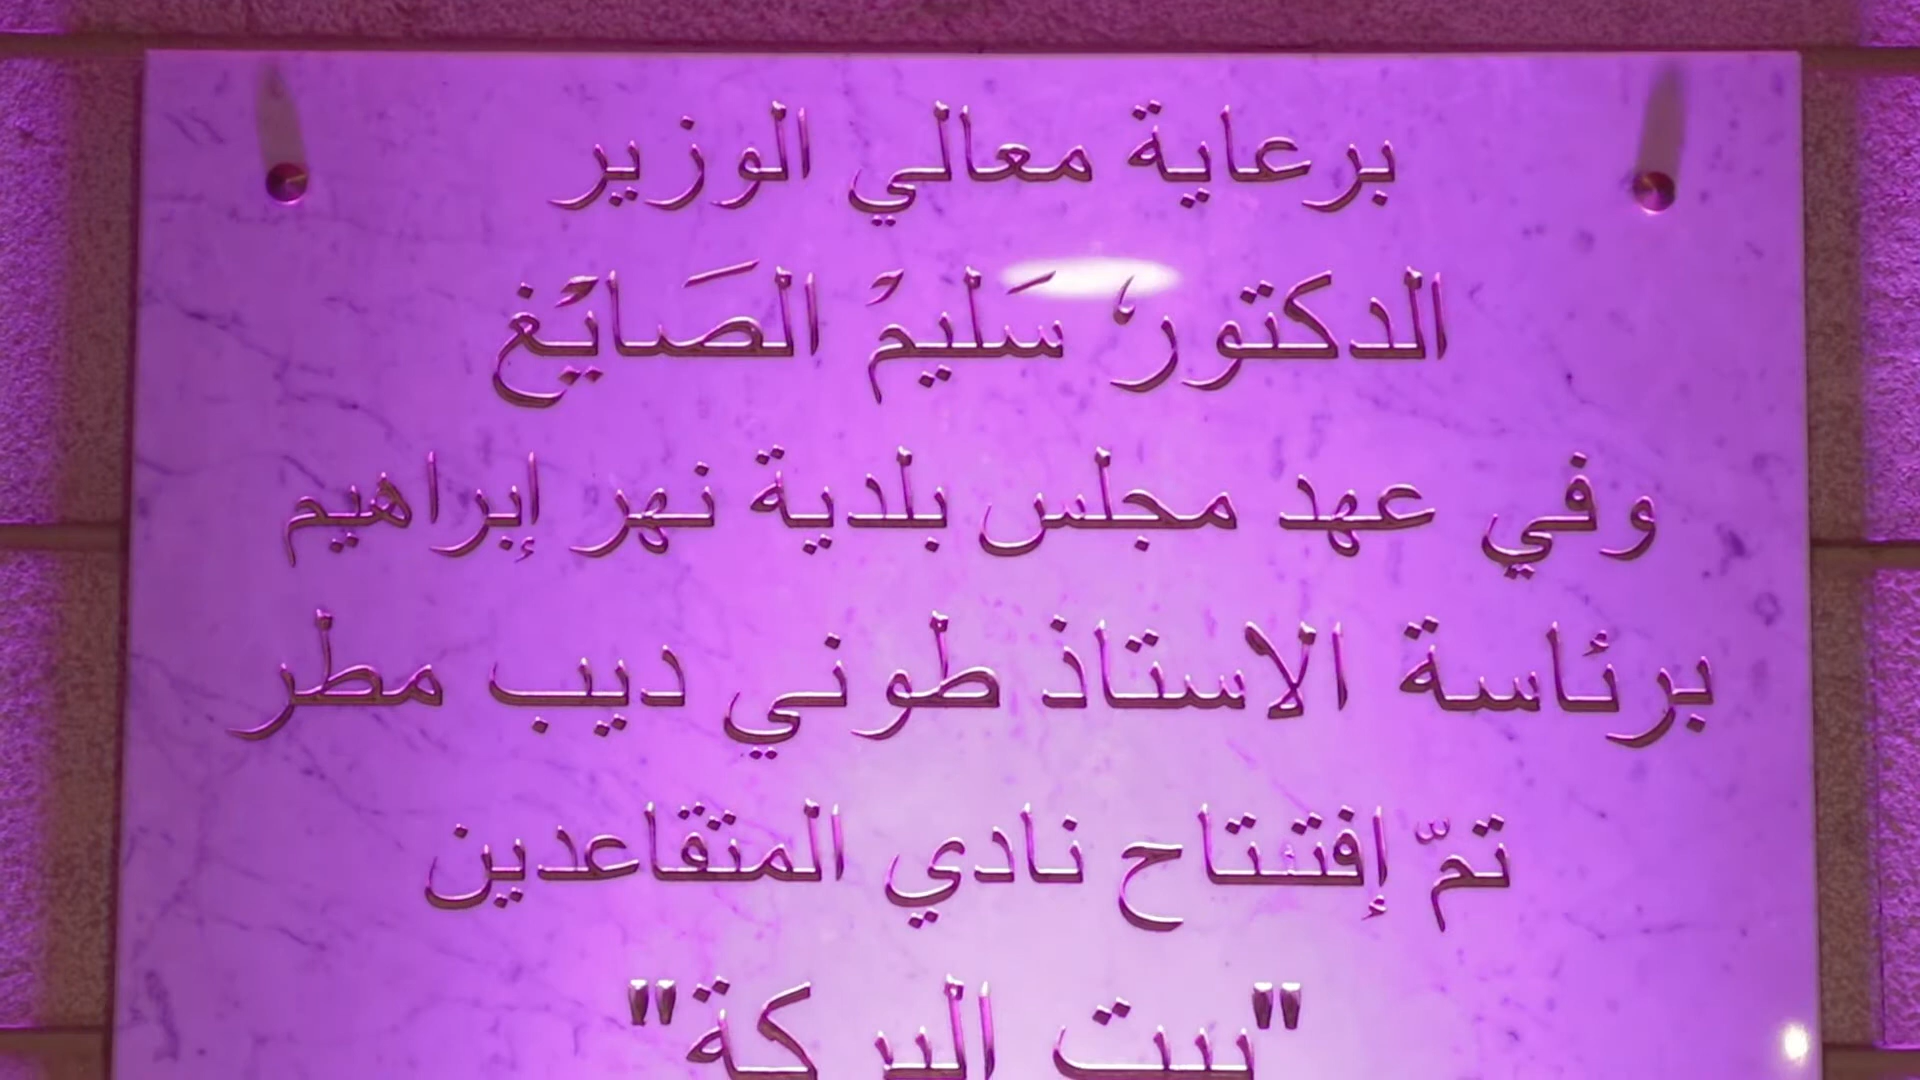 برعاية معالي الوزير
الدكتور سَليمْ الصَايْغ
وفي عهد مجلس بلدية نهر إبراهيم
برئاسة الاستاذ طوني ديب مطر
تمّ إفتتاح نادي المتقاعدين
"بيت البركة"